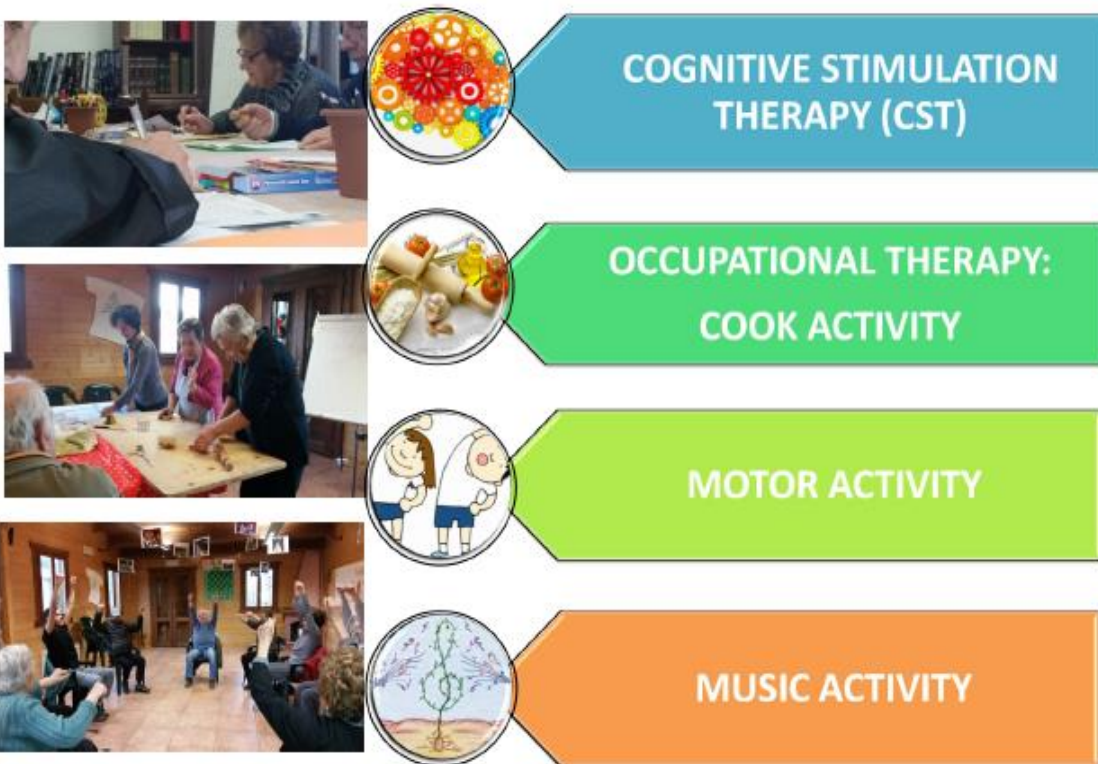 COGNITIVE STIMULATION
THERAPY (CST)
OCCUPATIONAL THERAPY:
COOK ACTIVITY
MOTOR ACTIVITY
MUSIC ACTIVITY